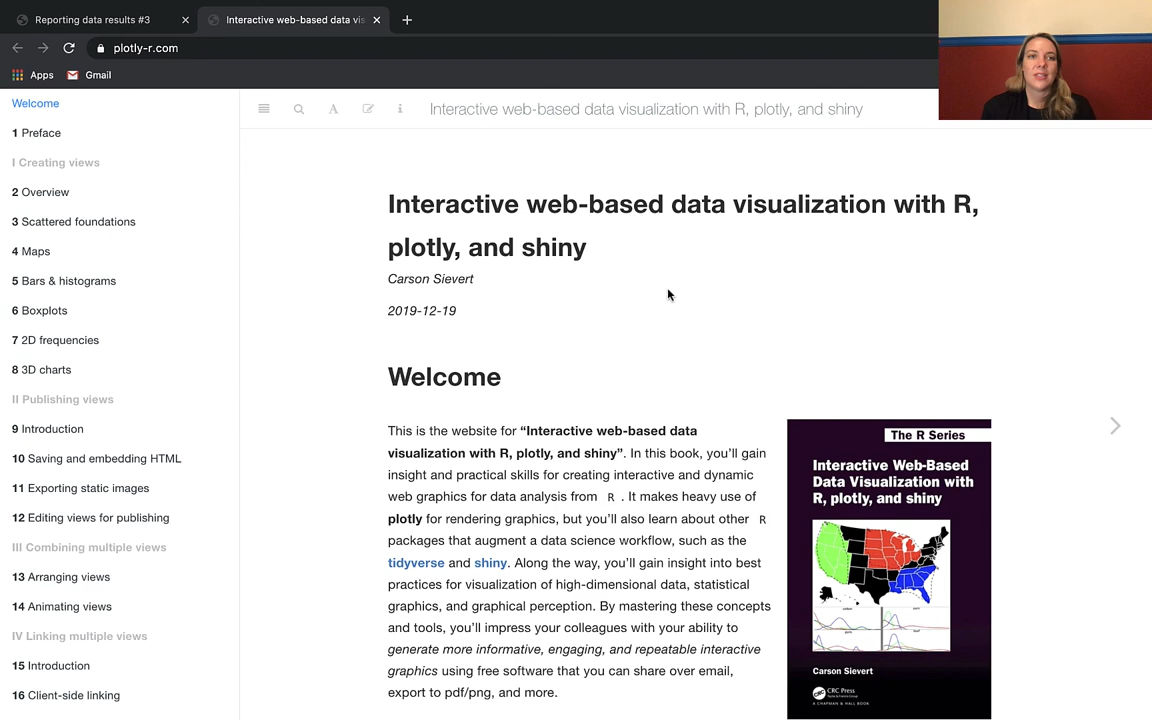 Reporting data results #3
Interactive web-based data vis
plotly-r.com
Apps
Gmail
Welcome
1 Preface
I Creating views
2 Overview
3 Scattered foundations
4 Maps
5 Bars & histograms
6 Boxplots
7 2D frequencies
8 3D charts
II Publishing views
9 Introduction
10 Saving and embedding HTML
11 Exporting static images
12 Editing views for publishing
III Combining multiple views
13 Arranging views
14 Animating views
IV Linking multiple views
15 Introduction
16 Client-side linking
Interactive web-based data visualization with R, plotly, and shiny
Interactive web-based data visualization with R,
plotly, and shiny
Carson Sievert
2019-12-19
Welcome
This is the website for “Interactive web-based data
visualization with R, plotly, and shiny”. In this book, you’ll gain
insight and practical skills for creating interactive and dynamic
web graphics for data analysis from R . It makes heavy use of
plotly for rendering graphics, but you’ll also learn about other R
packages that augment a data science workflow, such as the
tidyverse and shiny. Along the way, you’ll gain insight into best
practices for visualization of high-dimensional data, statistical
graphics, and graphical perception. By mastering these concepts
and tools, you’ll impress your colleagues with your ability to
generate more informative, engaging, and repeatable interactive
graphics using free software that you can share over email,
export to pdf/png, and more.
The R Series
Interactive Web-Based
Data Visualization with
R, plotly, and shiny
Carson Sievert
CRC Press
Taylor & Francis Group
A CHAPMAN & HALL BOOK